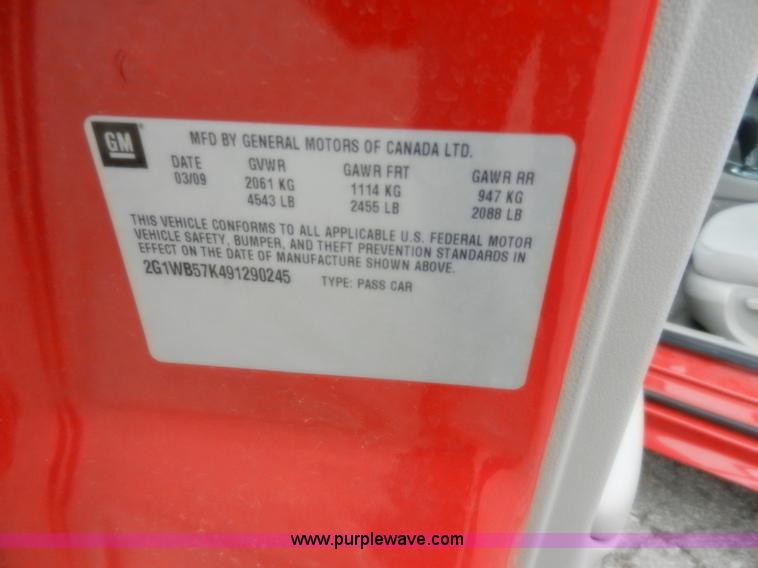 GM
MFD BY GENERAL MOTORS OF CANADA LTD.
DATE GVWR GAWR FRT GAWR RR
03/09 2061 KG 1114 KG 947 KG
4543 LB 2455 LB 2088 LB
THIS VEHICLE CONFORMS TO ALL APPLICABLE U.S. FEDERAL MOTOR
VEHICLE SAFETY, BUMPER, AND THEFT PREVENTION STANDARDS IN
EFFECT ON THE DATE OF MANUFACTURE SHOWN ABOVE.
2G1WB57K491290245 TYPE: PASS CAR
www.purplewave.com